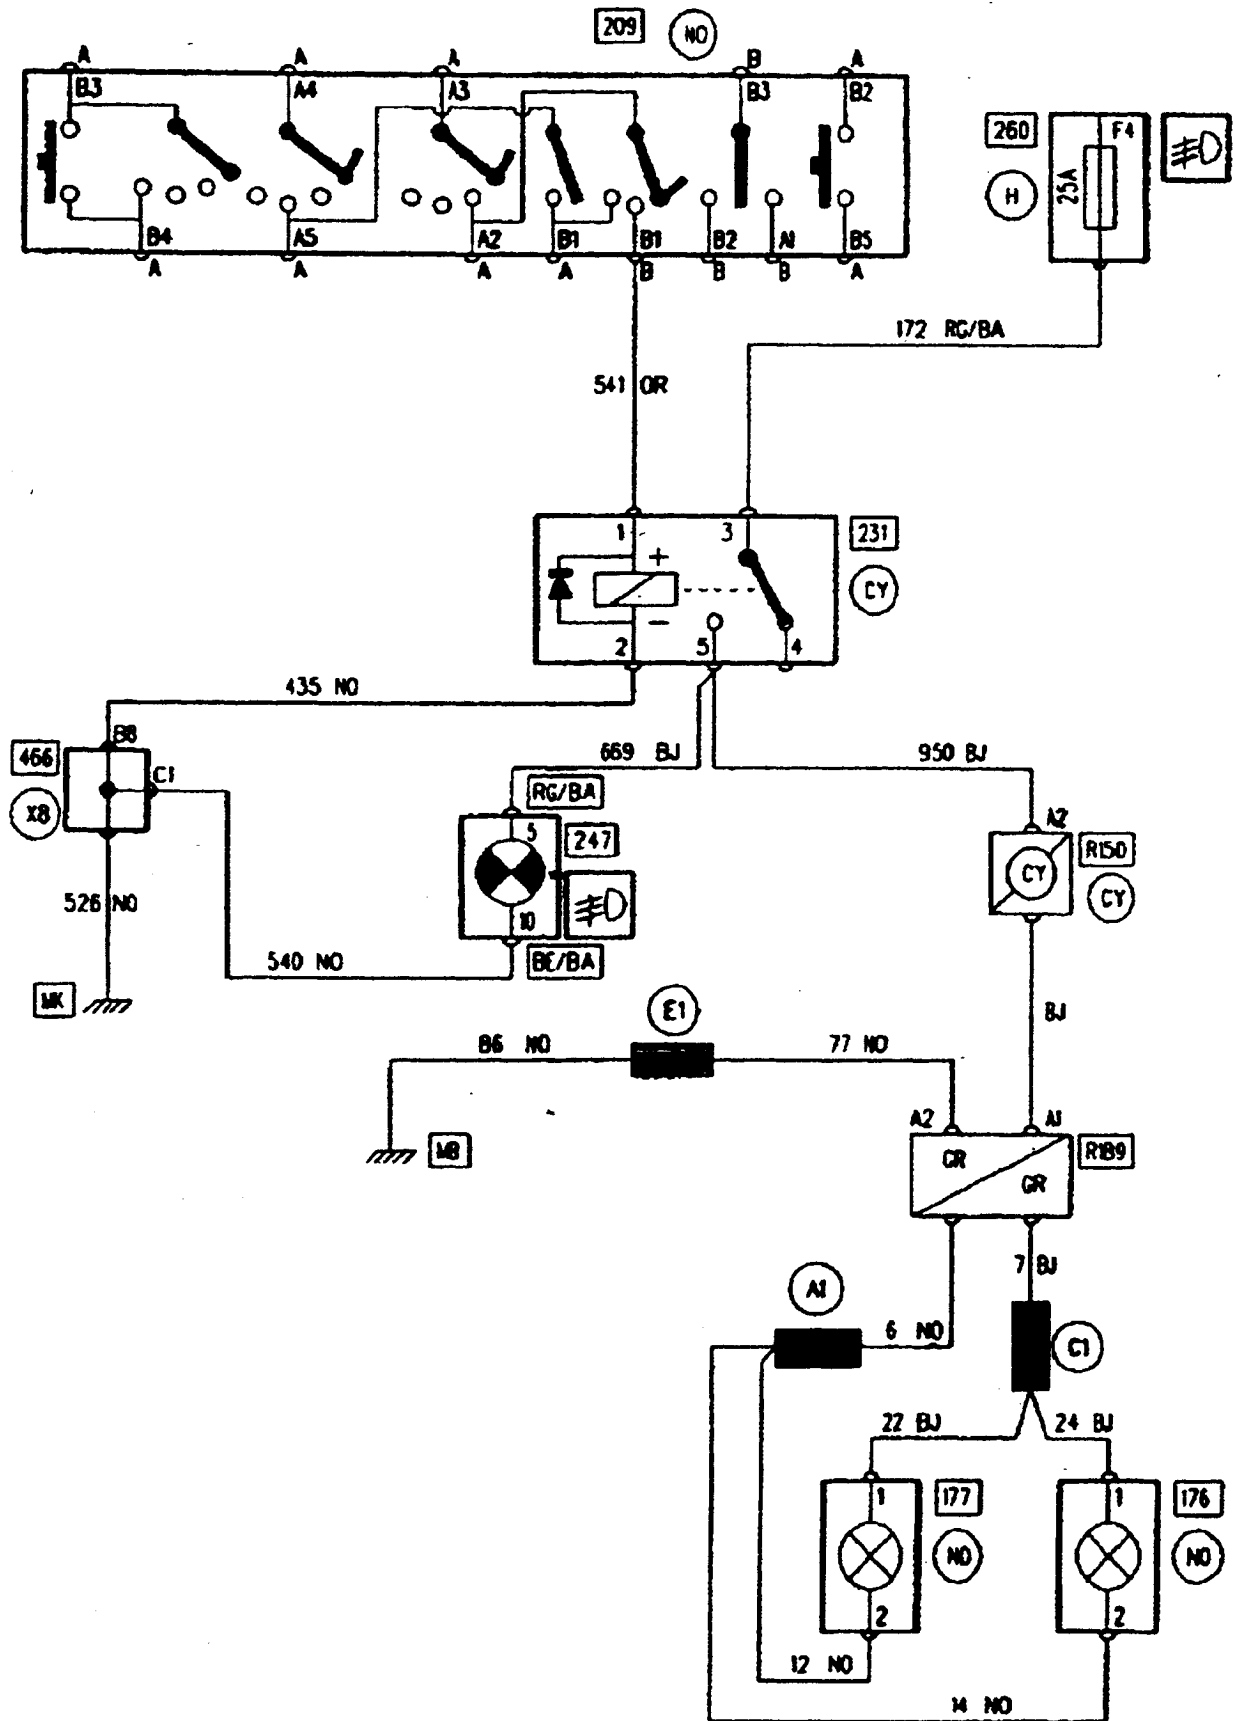 209 NO
A A A B A
B3 A4 A3 B3 B2
260 F4
H 25A
B4 A5 A2 B1 B1 B2 A1 B5
A A A A B B B A
172 RG/BA
541 OR
1 3 231
+
CY
−
2 5 4
435 NO
B8
466 669 BJ 950 BJ
C1
X8 RG/BA
A2
5 247 R150
CY CY
526 NO 10
540 NO BE/BA
MK
E1 BJ
86 NO 77 NO
A2 A1
MB GR R189
GR
7 BJ
A1
6 NO
C1
22 BJ 24 BJ
1 177 1 176
NO NO
2 2
12 NO
14 NO